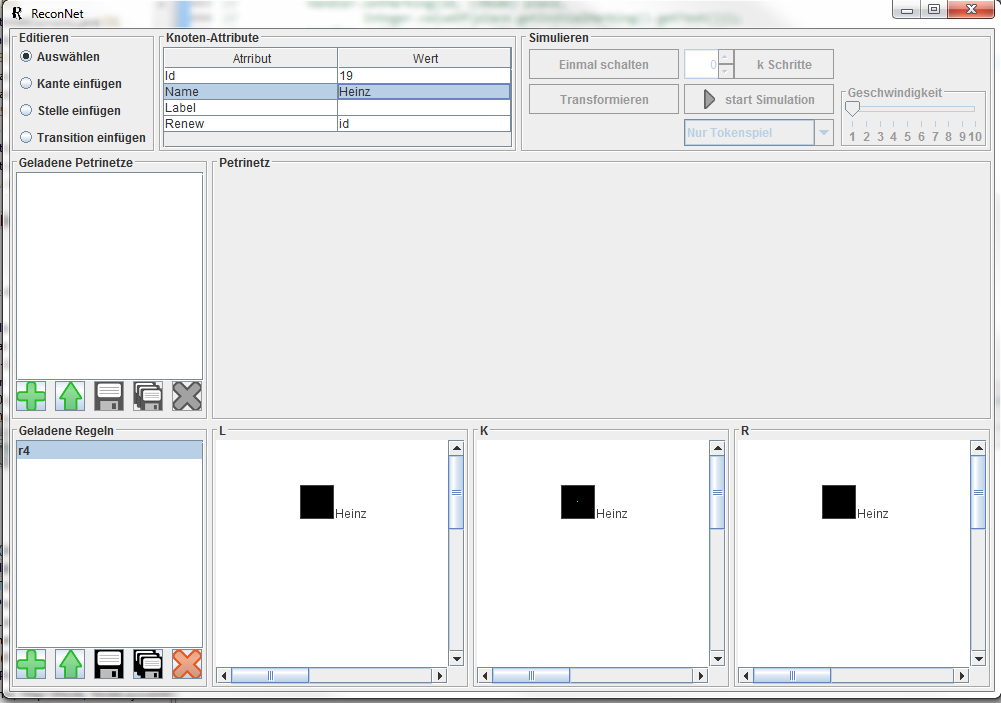 ReconNet
Editieren
Auswählen
Kante einfügen
Stelle einfügen
Transition einfügen
Knoten-Attribute
Atrribut Wert
Id 19
Name Heinz
Label
Renew id
Simulieren
Einmal schalten 0 k Schritte
Transformieren start Simulation
Nur Tokenspiel
Geschwindigkeit
1 2 3 4 5 6 7 8 9 10
Geladene Petrinetze
Petrinetz
Geladene Regeln
r4
L
Heinz
K
Heinz
R
Heinz